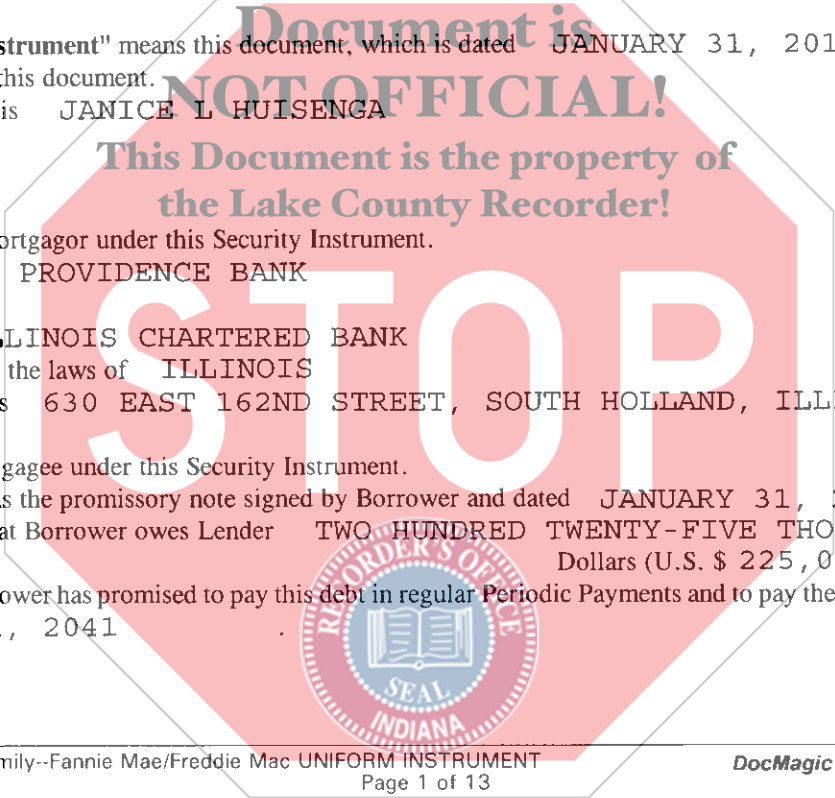 Document is
strument" means this document, which is dated JANUARY 31, 201
this document.
NOT OFFICIAL!
is JANICE L HUISENGA
This Document is the property of
the Lake County Recorder!
ortgagor under this Security Instrument.
PROVIDENCE BANK
LINOIS CHARTERED BANK
the laws of ILLINOIS
s 630 EAST 162ND STREET, SOUTH HOLLAND, ILL
STOP
gagee under this Security Instrument.
s the promissory note signed by Borrower and dated JANUARY 31,
at Borrower owes Lender TWO HUNDRED TWENTY-FIVE THO
Dollars (U.S. $ 225,0
ower has promised to pay this debt in regular Periodic Payments and to pay the
, 2041
RECORDER'S OFFICE
SEAL
INDIANA
mily--Fannie Mae/Freddie Mac UNIFORM INSTRUMENT
DocMagic
Page 1 of 13